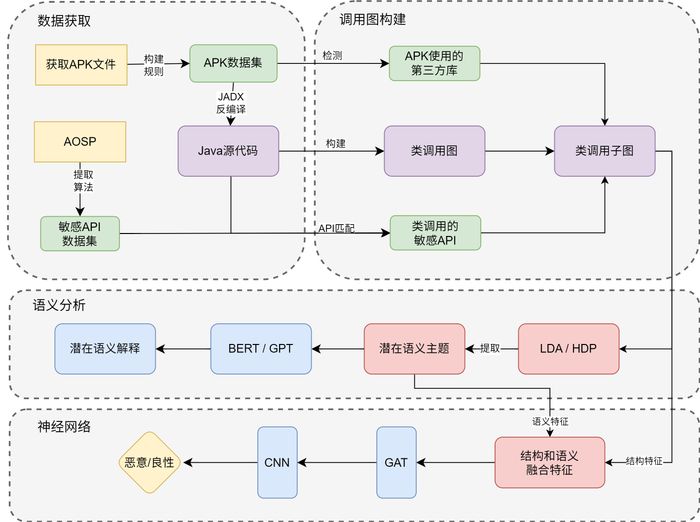 数据获取
获取APK文件
构建
规则
APK数据集
JADX
反编译
AOSP
提取
算法
Java源代码
敏感API
数据集
调用图构建
检测
APK使用的
第三方库
构建
类调用图
类调用子图
API匹配
类调用的
敏感API
语义分析
潜在语义解释
BERT / GPT
潜在语义主题
提取
LDA / HDP
语义特征
神经网络
恶意/良性
CNN
GAT
结构和语义
融合特征
结构特征